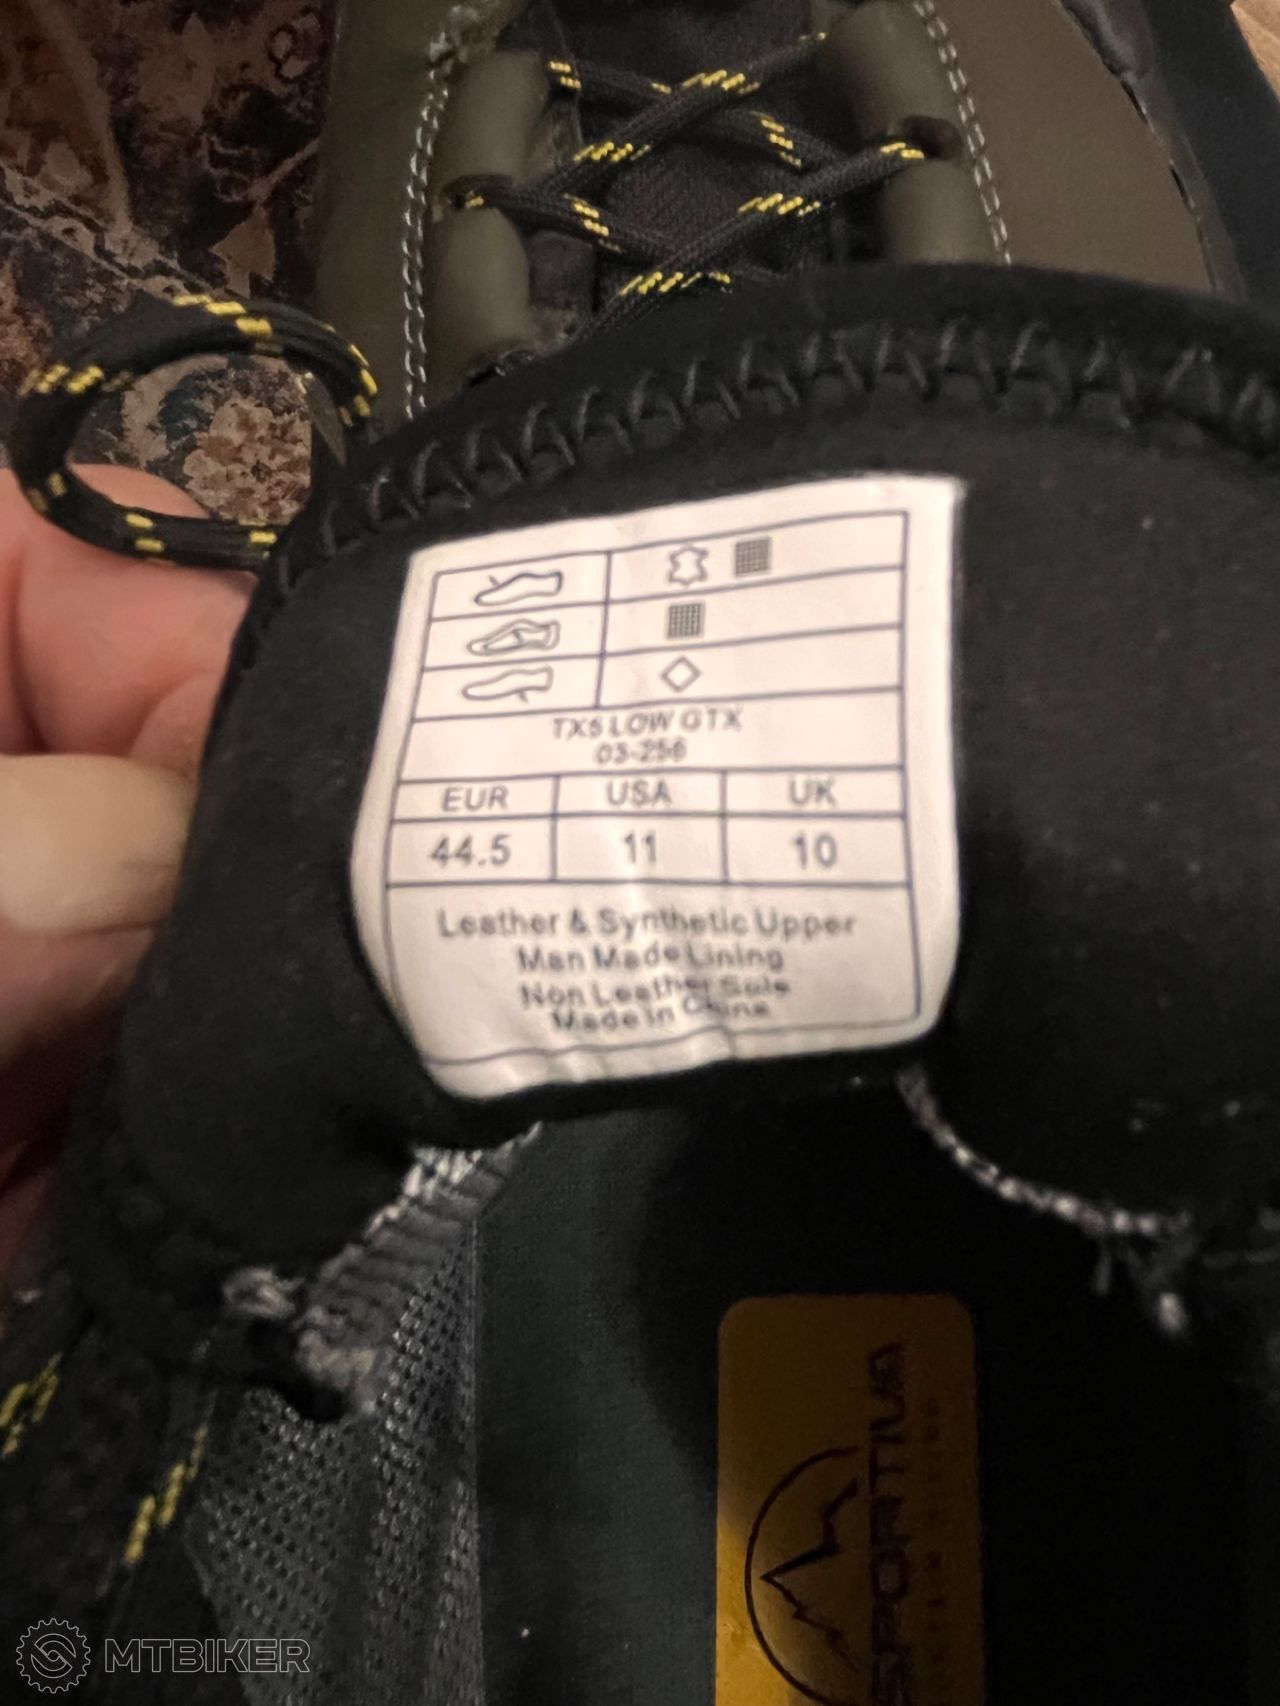 TX5 LOW GTX
03-256
EUR USA UK
44.5 11 10
Leather & Synthetic Upper
Man Made Lining
Non Leather Sole
Made in China
SPORTIVA
MTBIKER